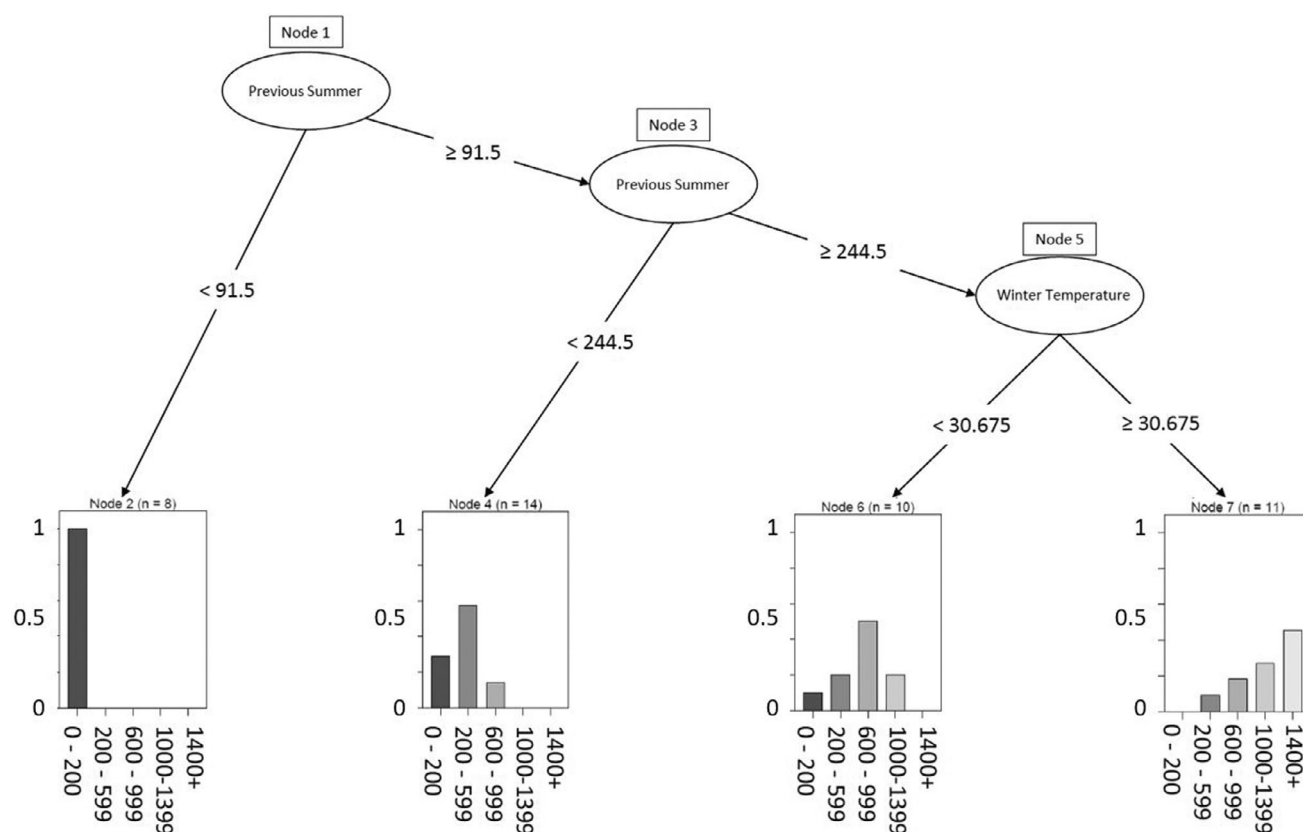 Node 1
Previous Summer
≥ 91.5
Node 3
Previous Summer
≥ 244.5
Node 5
Winter Temperature
< 91.5
< 244.5
< 30.675
≥ 30.675
Node 2 (n = 8)
1
0.5
0
0 - 200
200 - 599
600 - 999
1000-1399
1400+
Node 4 (n = 14)
1
0.5
0
0 - 200
200 - 599
600 - 999
1000-1399
1400+
Node 6 (n = 10)
1
0.5
0
0 - 200
200 - 599
600 - 999
1000-1399
1400+
Node 7 (n = 11)
1
0.5
0
0 - 200
200 - 599
600 - 999
1000-1399
1400+